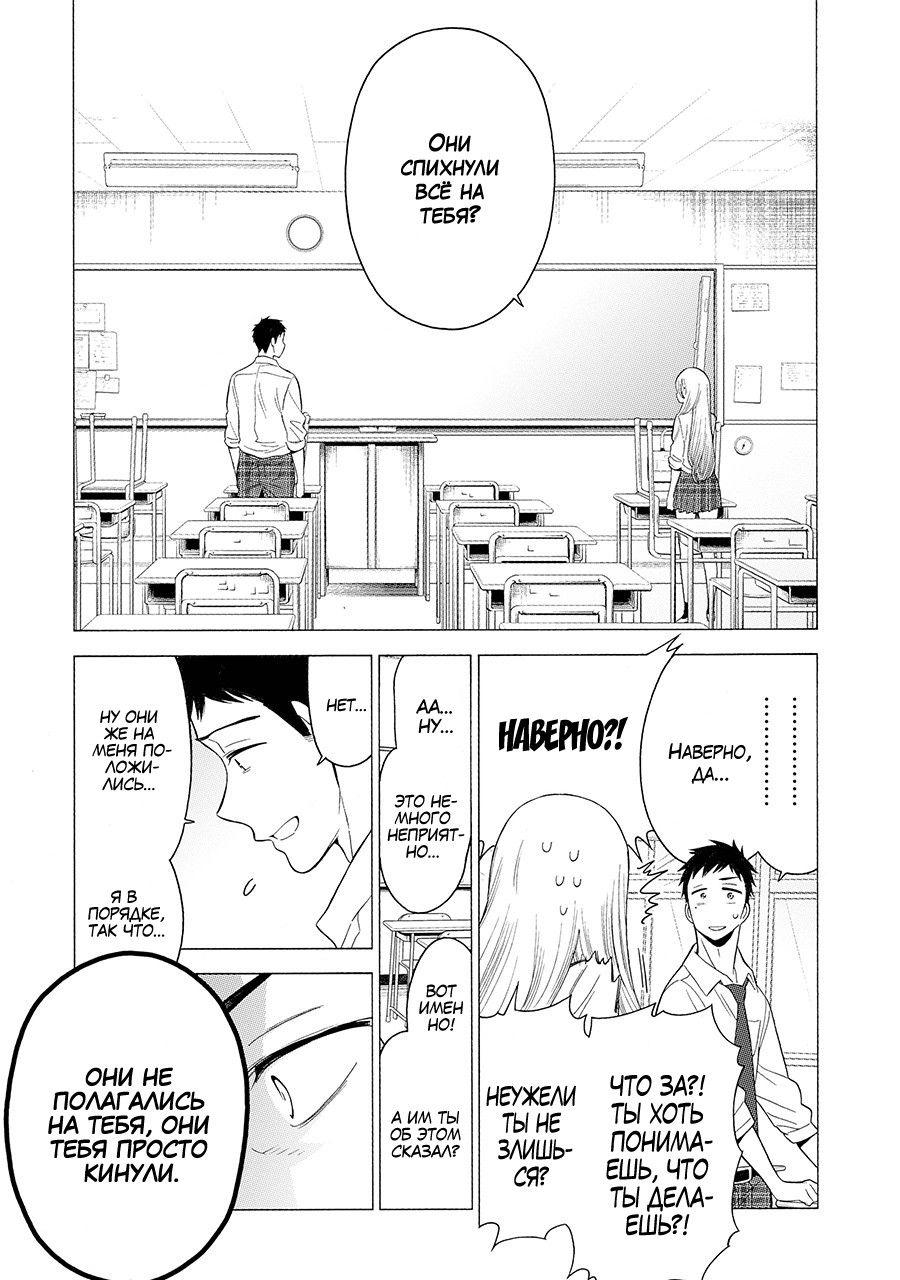 ОНИ
СПИХНУЛИ
ВСЁ НА
ТЕБЯ?
НАВЕРНО,
ДА...
НАВЕРНО?!
ЧТО ЗА?!
ТЫ ХОТЬ
ПОНИМА-
ЕШЬ, ЧТО
ТЫ ДЕЛА-
ЕШЬ?!
НЕУЖЕЛИ
ТЫ НЕ
ЗЛИШЬ-
СЯ?
АА...
НУ...
ЭТО НЕ-
МНОГО
НЕПРИЯТ-
НО...
ВОТ
ИМЕН
НО!
А ИМ ТЫ
ОБ ЭТОМ
СКАЗАЛ?
НЕТ...
НУ ОНИ
ЖЕ НА
МЕНЯ ПО-
ЛОЖИ-
ЛИСЬ...
Я В
ПОРЯДКЕ,
ТАК ЧТО...
ОНИ НЕ
ПОЛАГАЛИСЬ
НА ТЕБЯ, ОНИ
ТЕБЯ ПРОСТО
КИНУЛИ.